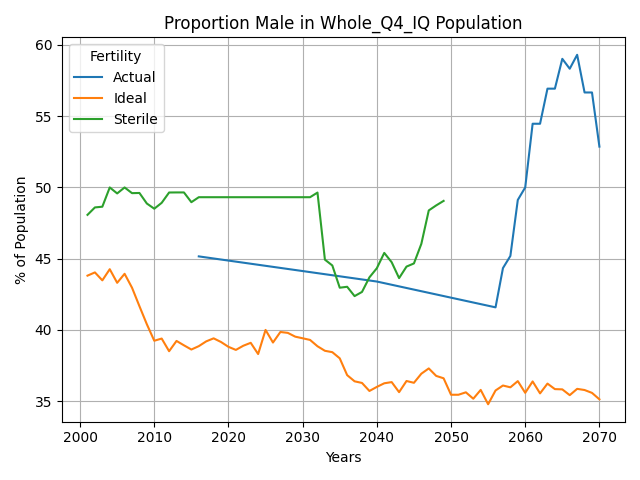 Proportion Male in Whole_Q4_IQ Population
Fertility
Actual
Ideal
Sterile
% of Population
60
55
50
45
40
35
2000
2010
2020
2030
2040
2050
2060
2070
Years